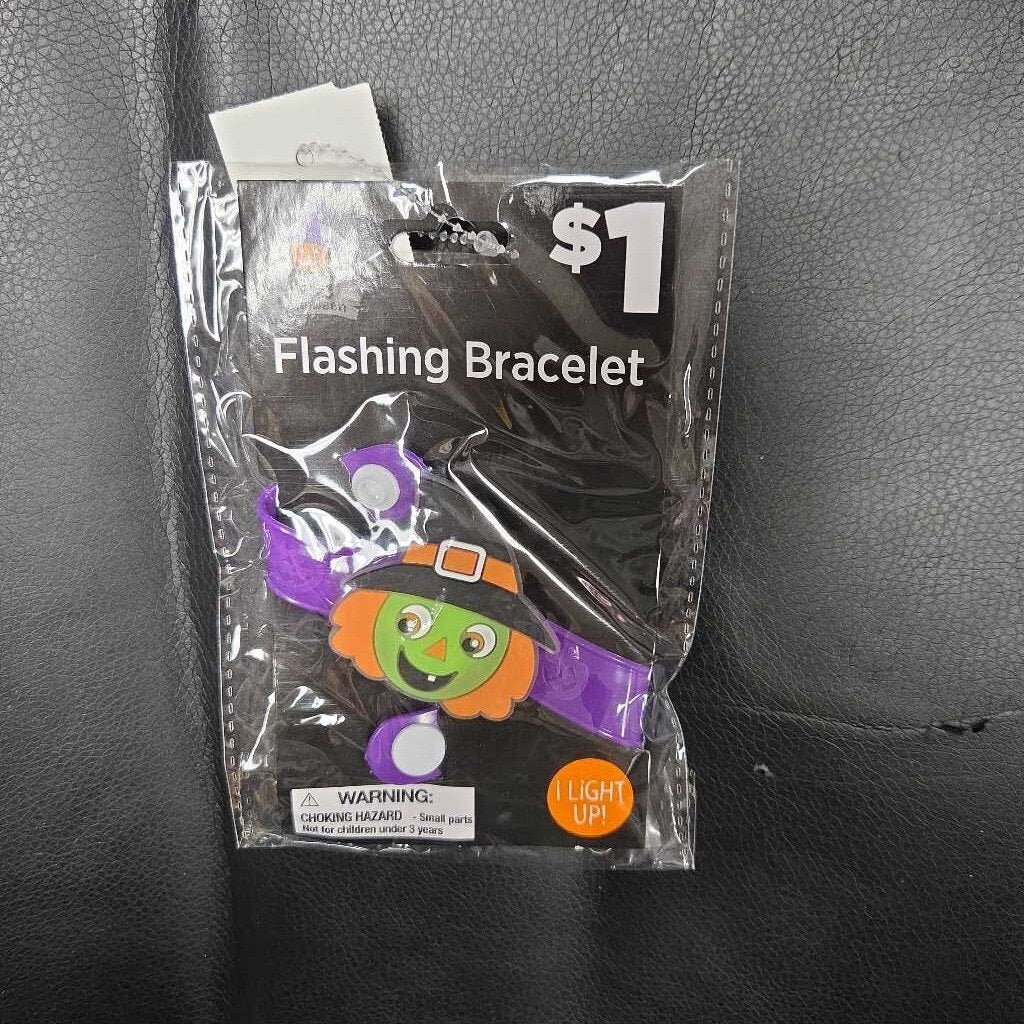 $1
Flashing Bracelet
I LiGHT
UP!
WARNING:
CHOKING HAZARD - Small parts
Not for children under 3 years